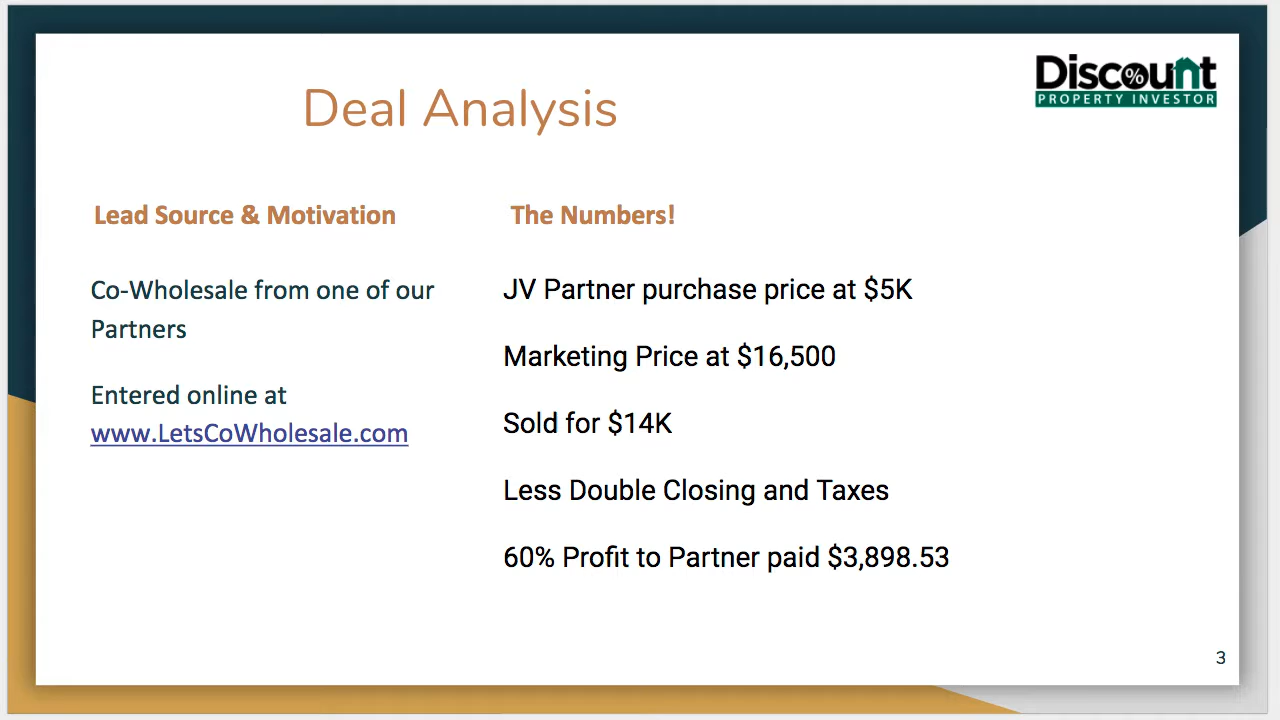 Discount
PROPERTY INVESTOR
Deal Analysis
Lead Source & Motivation
Co-Wholesale from one of our
Partners
Entered online at
www.LetsCoWholesale.com
The Numbers!
JV Partner purchase price at $5K
Marketing Price at $16,500
Sold for $14K
Less Double Closing and Taxes
60% Profit to Partner paid $3,898.53
3